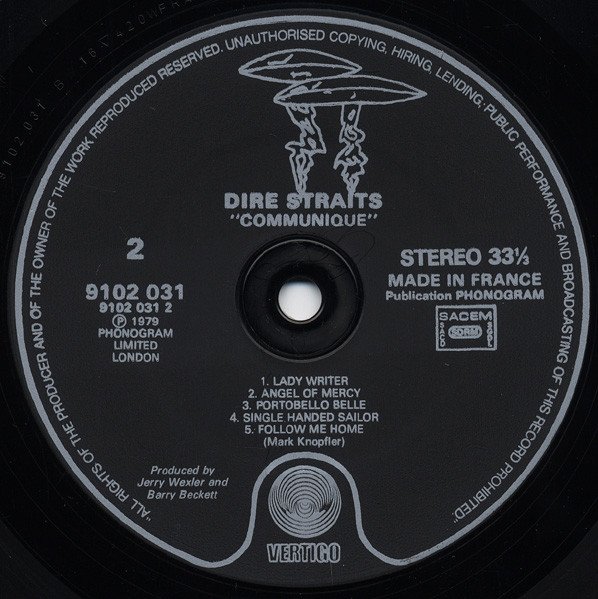 "ALL RIGHTS OF THE PRODUCER AND OF THE OWNER OF THE WORK REPRODUCED RESERVED. UNAUTHORISED COPYING, HIRING, LENDING, PUBLIC PERFORMANCE AND BROADCASTING OF THIS RECORD PROHIBITED"
DIRE STRAITS
"COMMUNIQUE"
2
9102 031
9102 031 2
Ⓟ 1979
PHONOGRAM
LIMITED
LONDON
STEREO 33⅓
MADE IN FRANCE
Publication PHONOGRAM
SACEM
SACD SDRM SGDL
1. LADY WRITER
2. ANGEL OF MERCY
3. PORTOBELLO BELLE
4. SINGLE HANDED SAILOR
5. FOLLOW ME HOME
(Mark Knopfler)
Produced by
Jerry Wexler and
Barry Beckett
VERTIGO